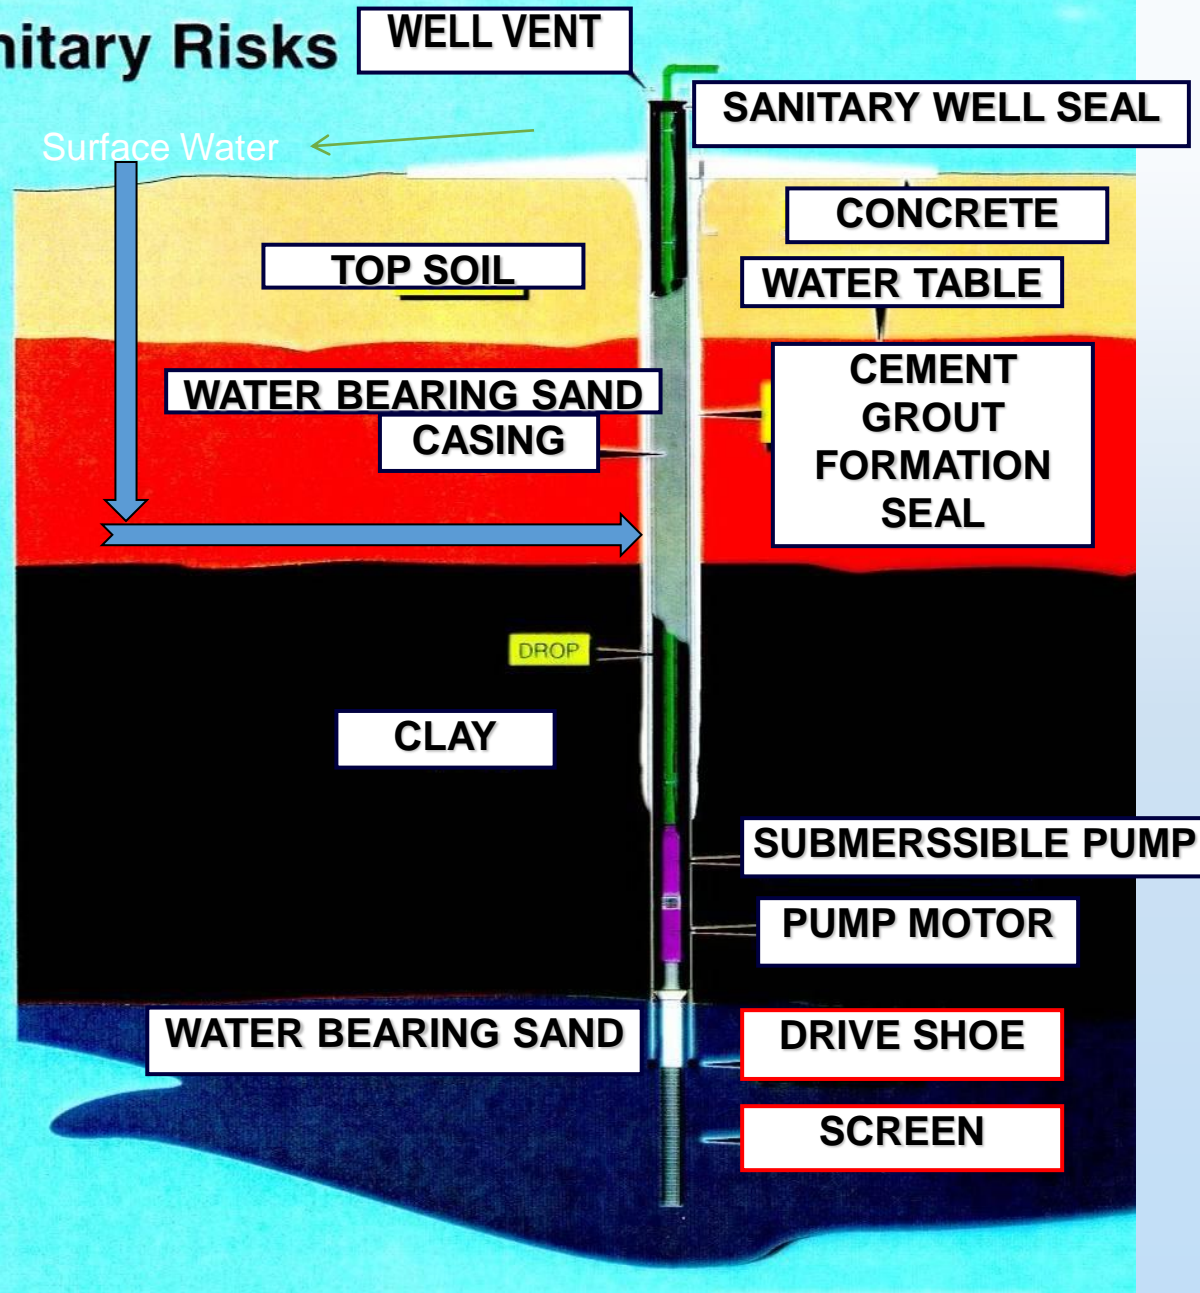 nitary Risks
WELL VENT
SANITARY WELL SEAL
Surface Water
CONCRETE
TOP SOIL
WATER TABLE
CEMENT
GROUT
FORMATION
SEAL
WATER BEARING SAND
CASING
DROP
CLAY
SUBMERSSIBLE PUMP
PUMP MOTOR
WATER BEARING SAND
DRIVE SHOE
SCREEN